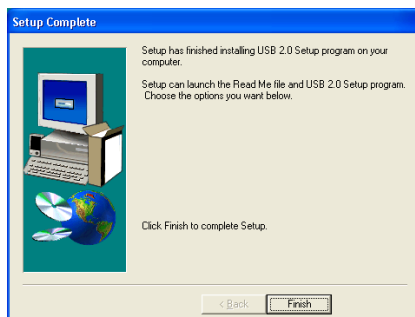 Setup Complete
Setup has finished installing USB 2.0 Setup program on your
computer.
Setup can launch the Read Me file and USB 2.0 Setup program.
Choose the options you want below.
Click Finish to complete Setup.
< Back
Finish